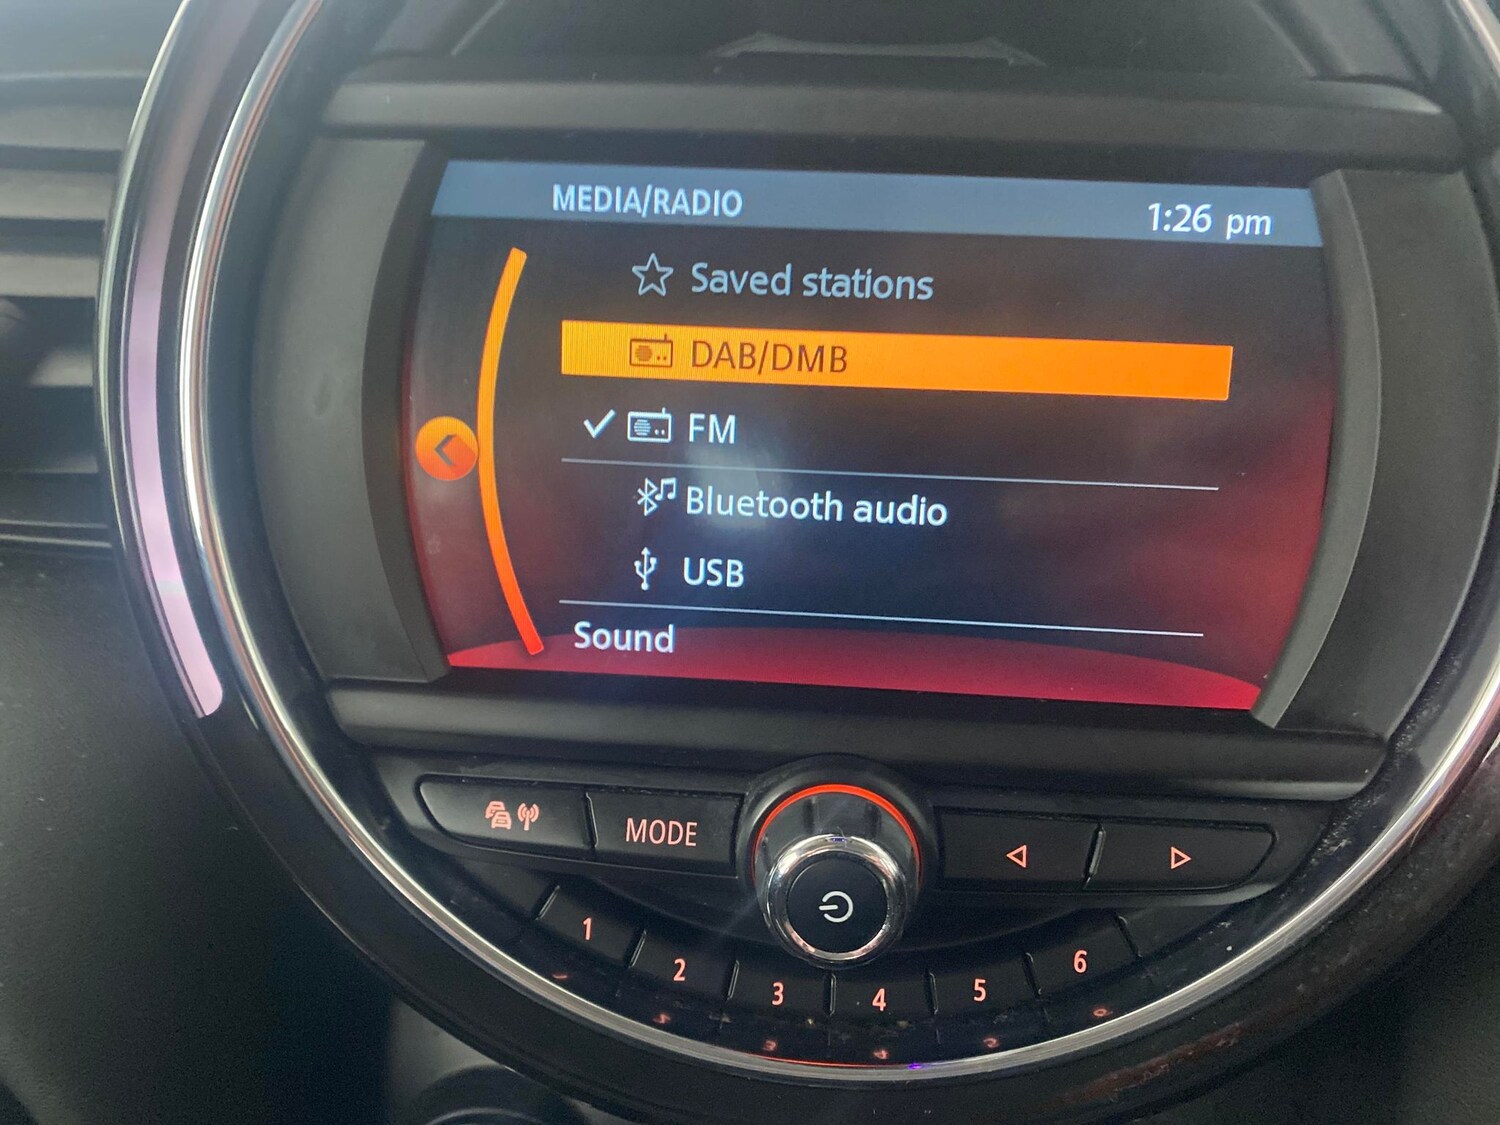 MEDIA/RADIO 1:26 pm
Saved stations
DAB/DMB
FM
Bluetooth audio
USB
Sound
MODE
1 2 3 4 5 6